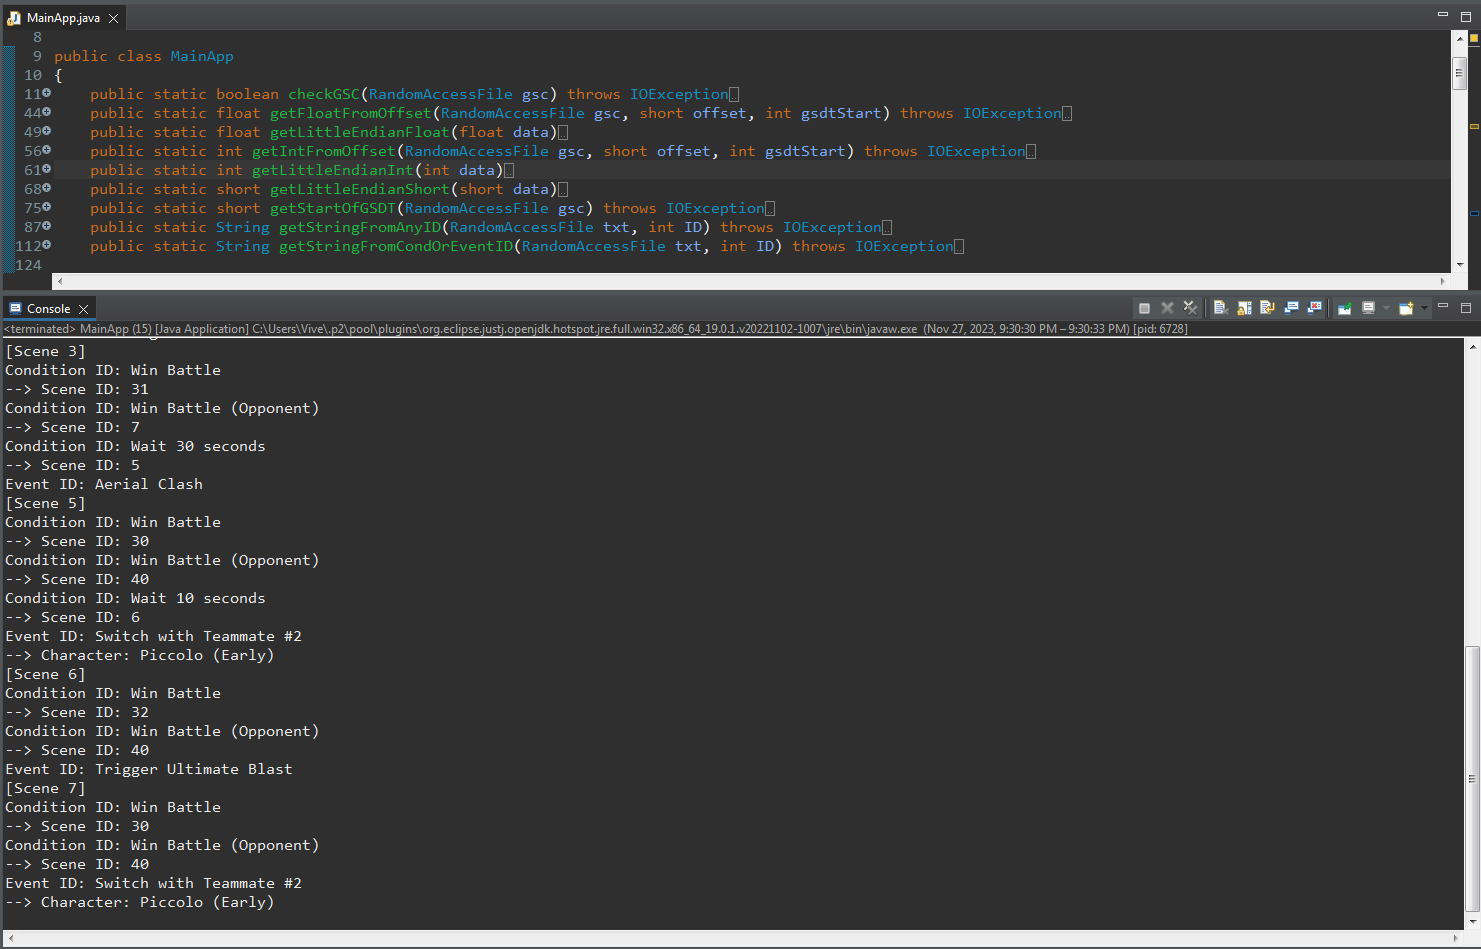 MainApp.java
8
9 public class MainApp
10 {
11 public static boolean checkGSC(RandomAccessFile gsc) throws IOException
44 public static float getFloatFromOffset(RandomAccessFile gsc, short offset, int gsdtStart) throws IOException
49 public static float getLittleEndianFloat(float data)
56 public static int getIntFromOffset(RandomAccessFile gsc, short offset, int gsdtStart) throws IOException
61 public static int getLittleEndianInt(int data)
68 public static short getLittleEndianShort(short data)
75 public static short getStartOfGSDT(RandomAccessFile gsc) throws IOException
87 public static String getStringFromAnyID(RandomAccessFile txt, int ID) throws IOException
112 public static String getStringFromCondOrEventID(RandomAccessFile txt, int ID) throws IOException
124
Console
<terminated> MainApp (15) [Java Application] C:\Users\Vive\.p2\pool\plugins\org.eclipse.justj.openjdk.hotspot.jre.full.win32.x86_64_19.0.1.v20221102-1007\jre\bin\javaw.exe (Nov 27, 2023, 9:30:30 PM – 9:30:33 PM) [pid: 6728]
[Scene 3]
Condition ID: Win Battle
--> Scene ID: 31
Condition ID: Win Battle (Opponent)
--> Scene ID: 7
Condition ID: Wait 30 seconds
--> Scene ID: 5
Event ID: Aerial Clash
[Scene 5]
Condition ID: Win Battle
--> Scene ID: 30
Condition ID: Win Battle (Opponent)
--> Scene ID: 40
Condition ID: Wait 10 seconds
--> Scene ID: 6
Event ID: Switch with Teammate #2
--> Character: Piccolo (Early)
[Scene 6]
Condition ID: Win Battle
--> Scene ID: 32
Condition ID: Win Battle (Opponent)
--> Scene ID: 40
Event ID: Trigger Ultimate Blast
[Scene 7]
Condition ID: Win Battle
--> Scene ID: 30
Condition ID: Win Battle (Opponent)
--> Scene ID: 40
Event ID: Switch with Teammate #2
--> Character: Piccolo (Early)